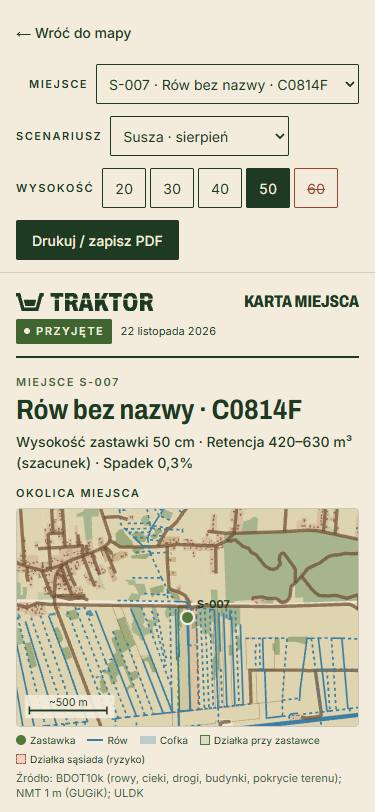 ← Wróć do mapy
MIEJSCE S-007 · Rów bez nazwy · C0814F
SCENARIUSZ Susza · sierpień
WYSOKOŚĆ 20 30 40 50 60
Drukuj / zapisz PDF
TRAKTOR KARTA MIEJSCA
PRZYJĘTE 22 listopada 2026
MIEJSCE S-007
Rów bez nazwy · C0814F
Wysokość zastawki 50 cm · Retencja 420–630 m³
(szacunek) · Spadek 0,3%
OKOLICA MIEJSCA
S-007
~500 m
Zastawka Rów Cofka Działka przy zastawce
Działka sąsiada (ryzyko)
Źródło: BDOT10k (rowy, cieki, drogi, budynki, pokrycie terenu);
NMT 1 m (GUGiK); ULDK